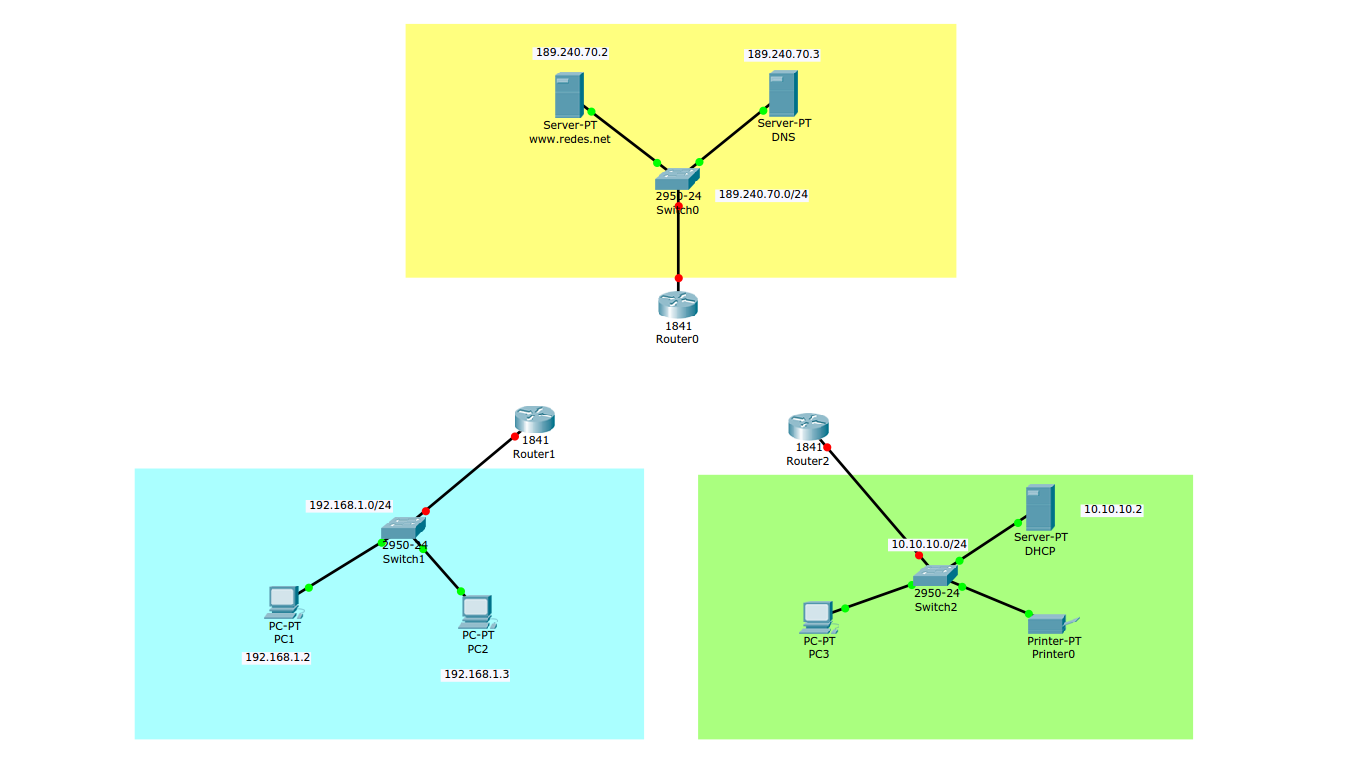 189.240.70.2
189.240.70.3
Server-PT
www.redes.net
Server-PT
DNS
2950-24
Switch0
189.240.70.0/24
1841
Router0
1841
Router1
1841
Router2
192.168.1.0/24
2950-24
Switch1
PC-PT
PC1
192.168.1.2
PC-PT
PC2
192.168.1.3
10.10.10.2
Server-PT
DHCP
10.10.10.0/24
2950-24
Switch2
PC-PT
PC3
Printer-PT
Printer0